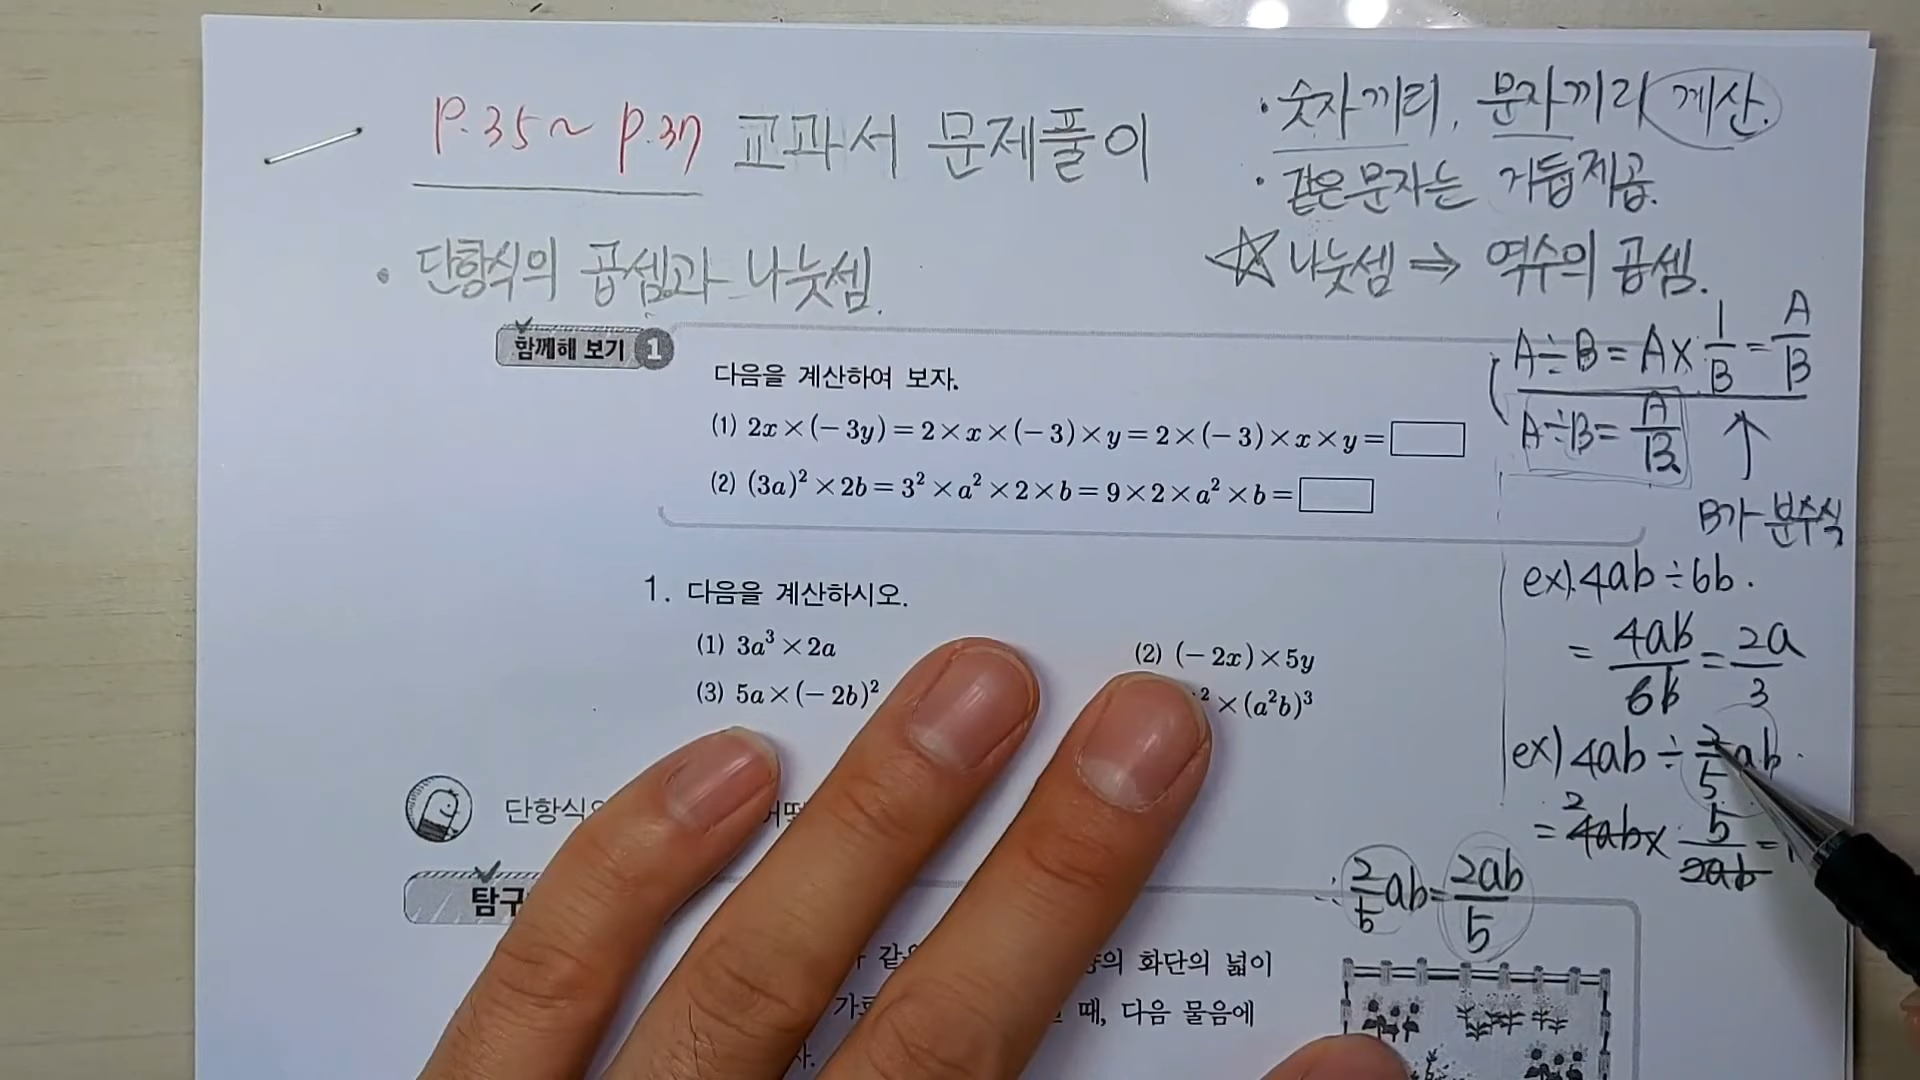 P.35~P.37 교과서 문제풀이
· 단항식의 곱셈과 나눗셈.
· 숫자끼리, 문자끼리 계산.
· 같은문자는 거듭제곱.
☆ 나눗셈 ⇒ 역수의 곱셈.
A÷B = A× 1/B = A/B
A÷B = A/B
↑
B가 분수식
ex). 4ab ÷ 6b.
= 4ab/6b = 2a/3
ex) 4ab ÷ 2/5 ab.
= 4ab × 5/2ab =
2
∴ 2/5 ab = 2ab/5
함께해 보기 1
다음을 계산하여 보자.
(1) 2x×(−3y)=2×x×(−3)×y=2×(−3)×x×y=
(2) (3a)²×2b=3²×a²×2×b=9×2×a²×b=
1. 다음을 계산하시오.
(1) 3a³×2a
(2) (−2x)×5y
(3) 5a×(−2b)²
² ×(a²b)³
단항식
탐구
화단의 넓이
때, 다음 물음에